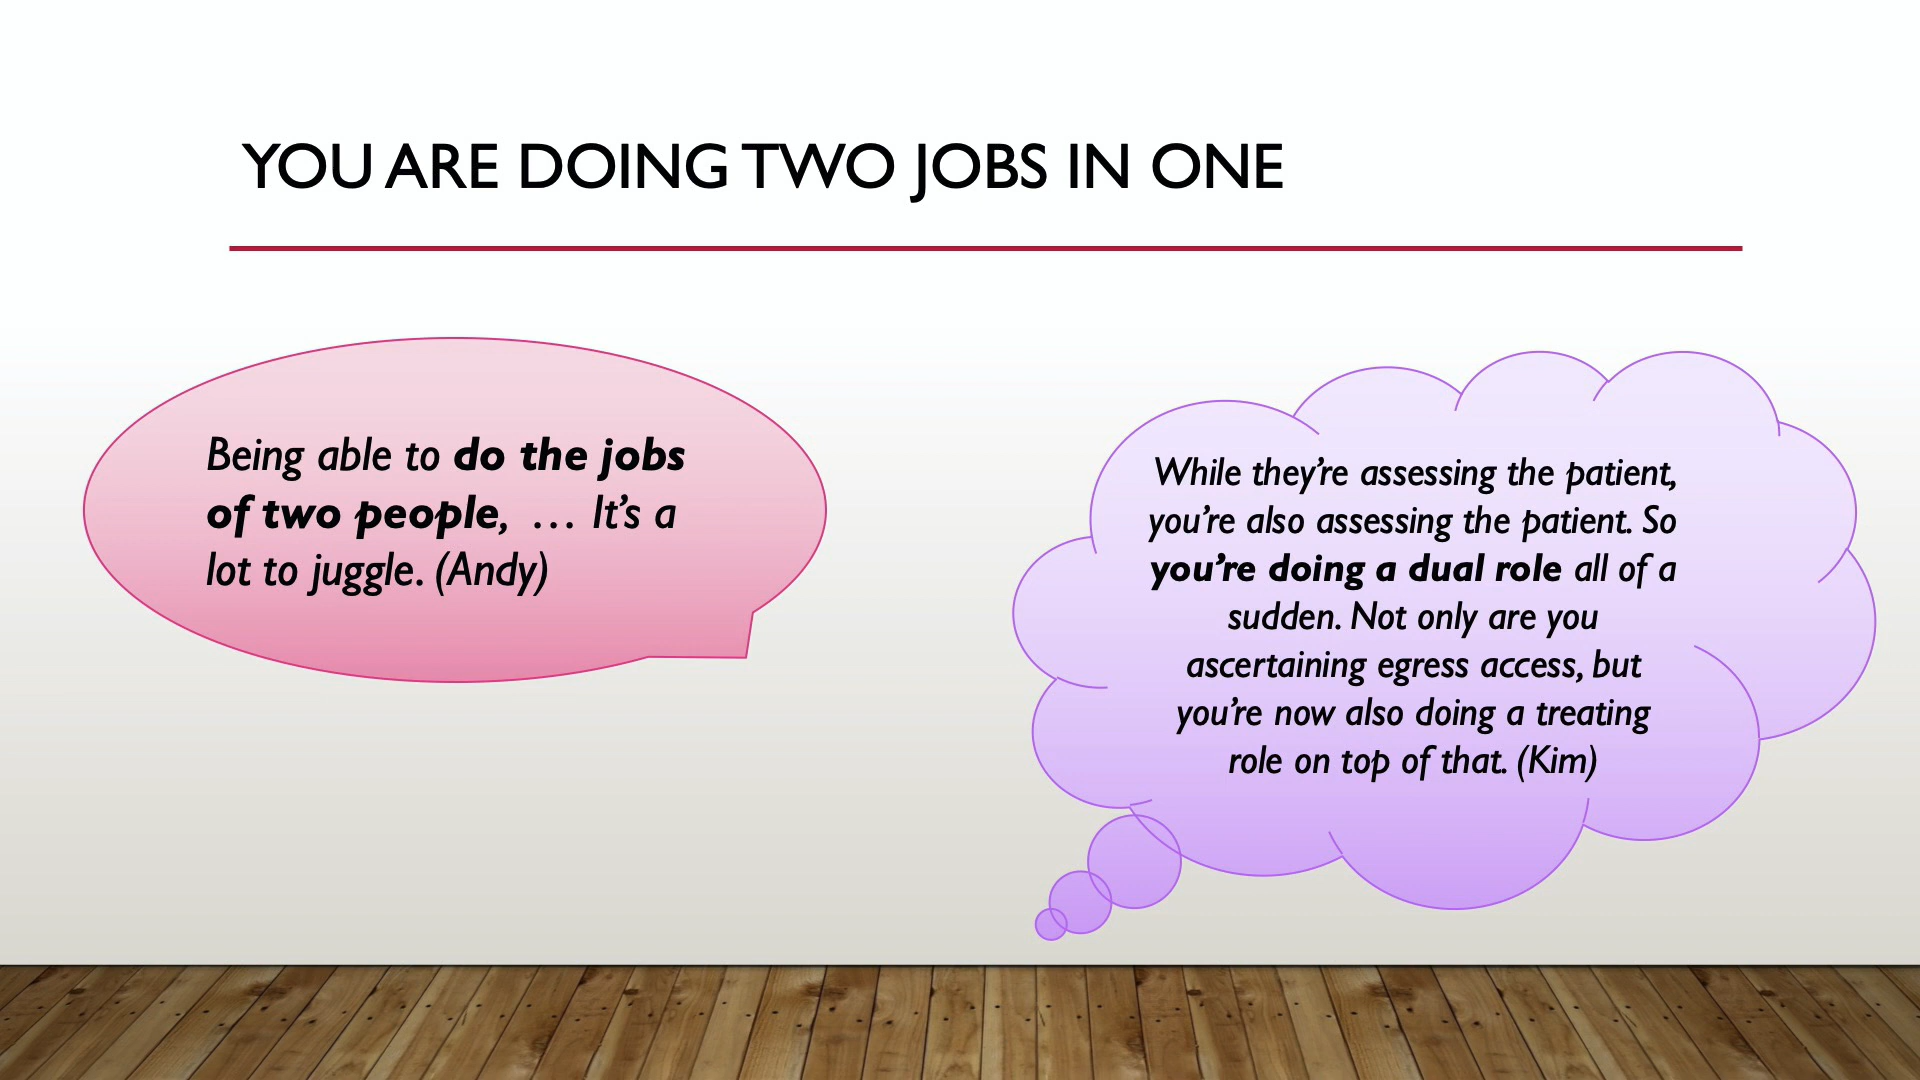 YOU ARE DOING TWO JOBS IN ONE
Being able to do the jobs
of two people, … It’s a
lot to juggle. (Andy)
While they’re assessing the patient,
you’re also assessing the patient. So
you’re doing a dual role all of a
sudden. Not only are you
ascertaining egress access, but
you’re now also doing a treating
role on top of that. (Kim)